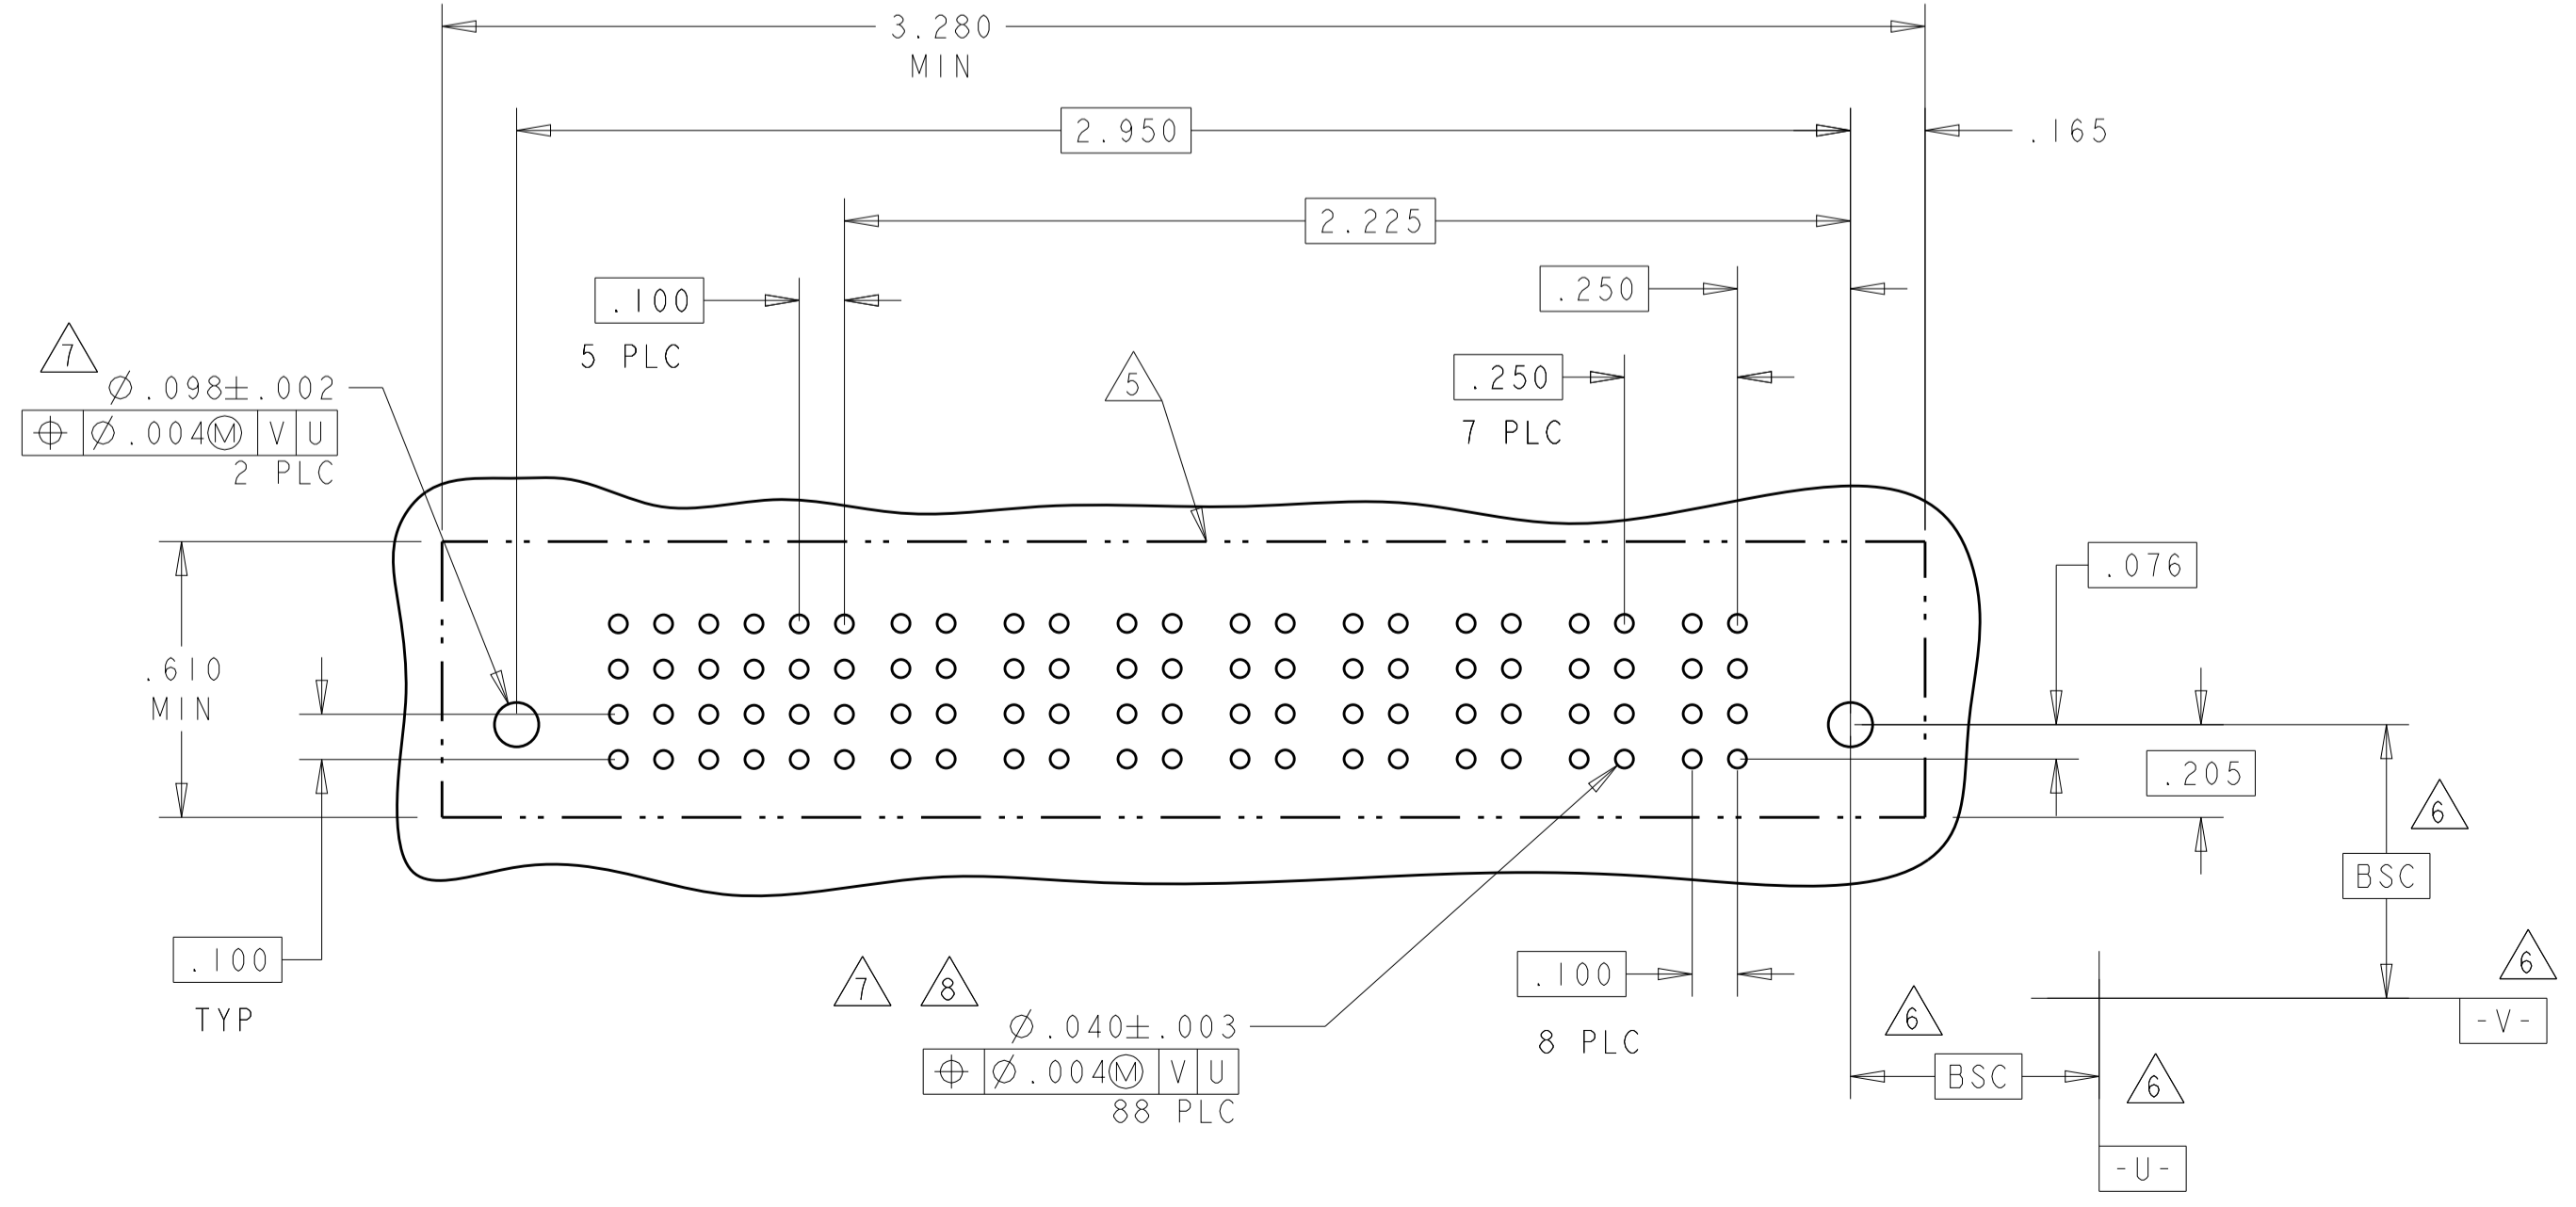 3.280
MIN
2.950
.165
2.225
.250
.100
5 PLC
7
5
.250
7 PLC
Ø.098±.002
⌖ Ø.004Ⓜ V U
2 PLC
.076
.610
MIN
.205
6
BSC
.100
TYP
7 8
Ø.040±.003
⌖ Ø.004Ⓜ V U
88 PLC
.100
8 PLC
6
BSC
6
6
-V-
-U-